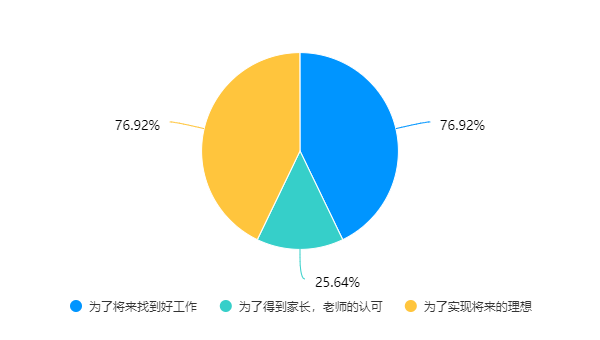 76.92%
76.92%
25.64%
为了将来找到好工作
为了得到家长，老师的认可
为了实现将来的理想